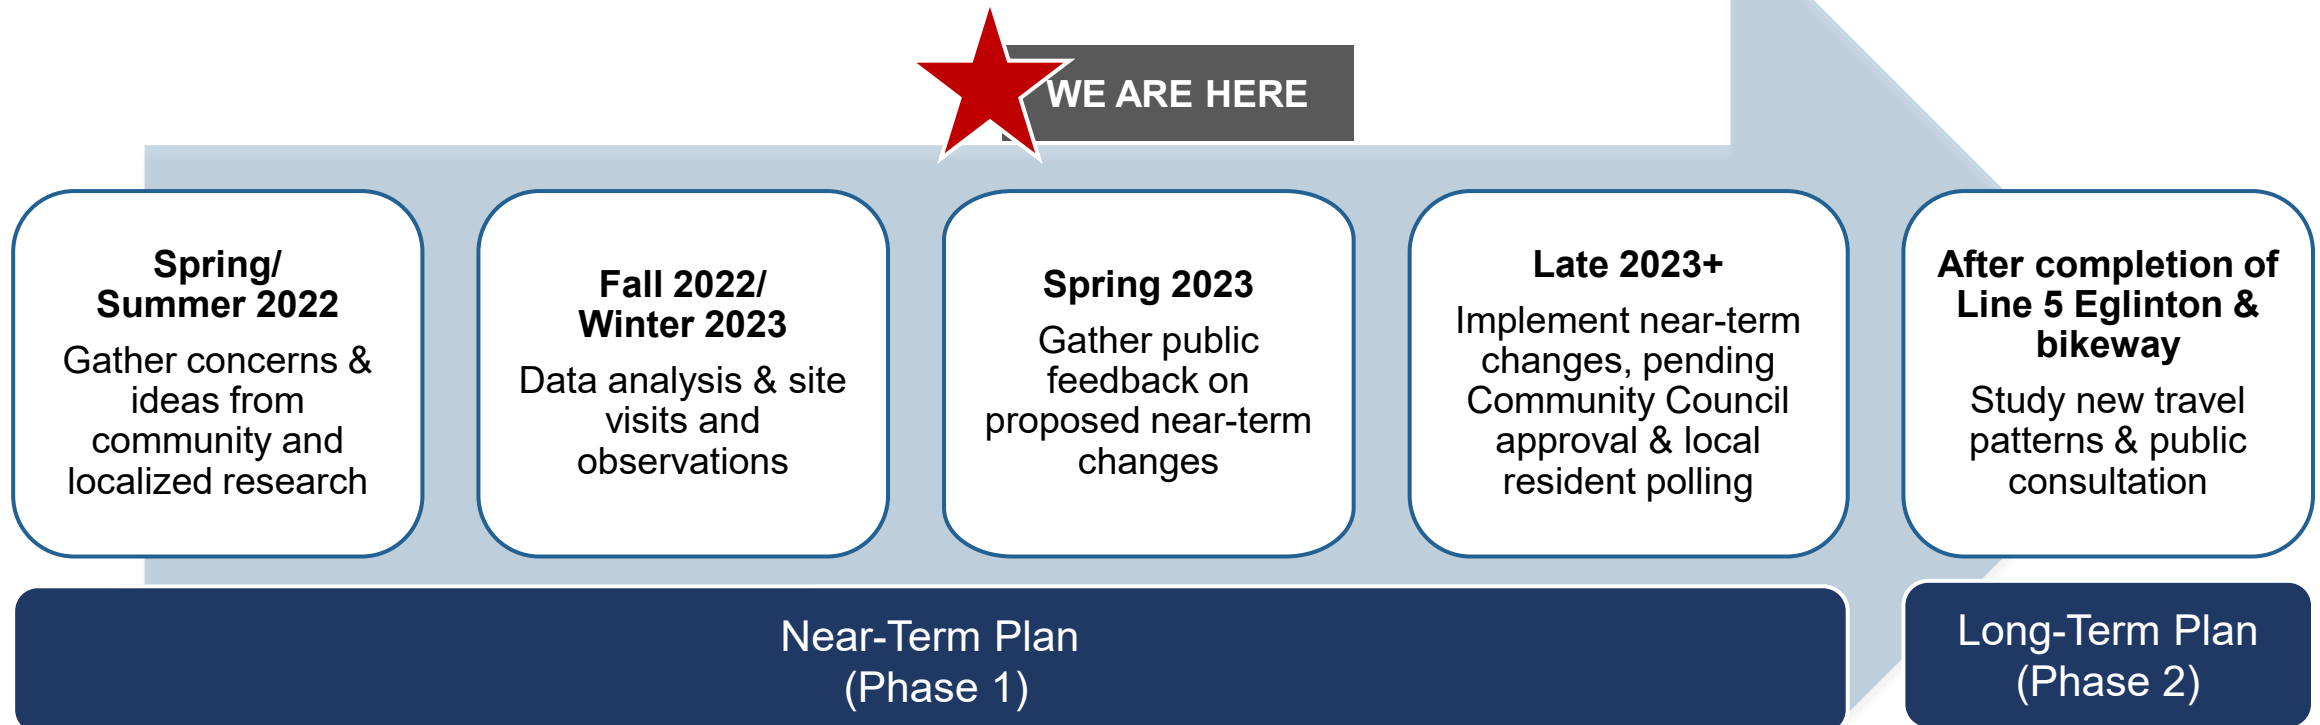 WE ARE HERE
Spring/
Summer 2022
Gather concerns &
ideas from
community and
localized research
Fall 2022/
Winter 2023
Data analysis & site
visits and
observations
Spring 2023
Gather public
feedback on
proposed near-term
changes
Late 2023+
Implement near-term
changes, pending
Community Council
approval & local
resident polling
After completion of
Line 5 Eglinton &
bikeway
Study new travel
patterns & public
consultation
Near-Term Plan
(Phase 1)
Long-Term Plan
(Phase 2)